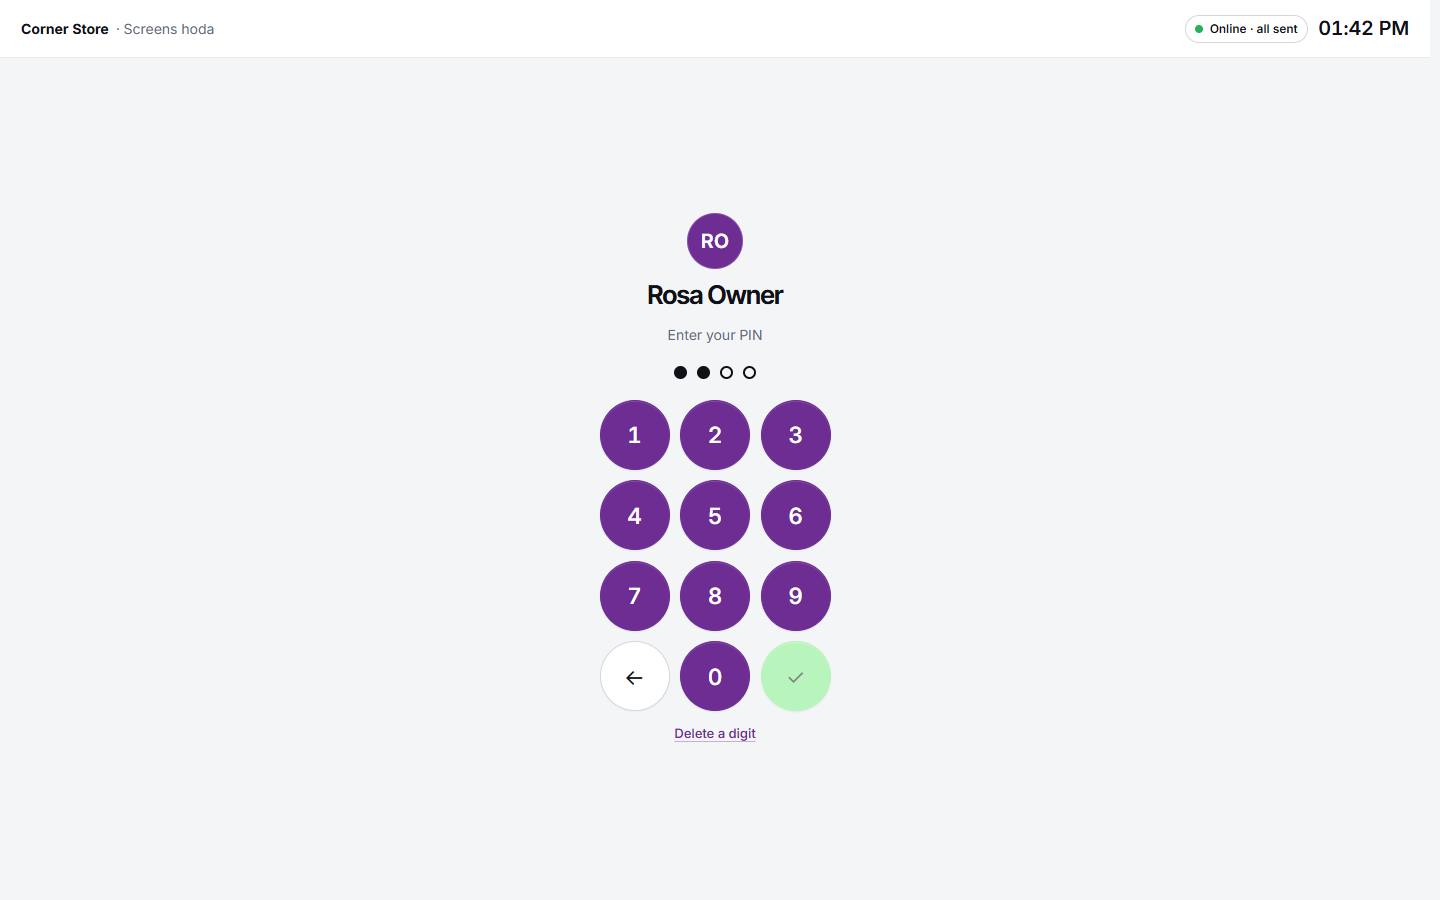 Corner Store · Screens hoda
Online · all sent 01:42 PM
RO
Rosa Owner
Enter your PIN
1 2 3
4 5 6
7 8 9
← 0 ✓
Delete a digit